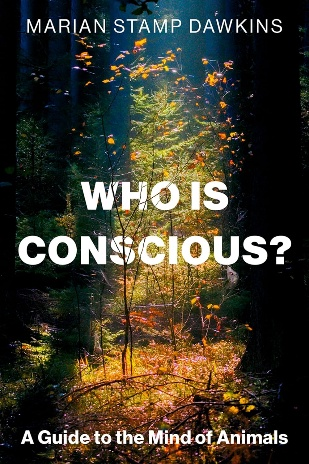 MARIAN STAMP DAWKINS
WHO IS
CONSCIOUS?
A Guide to the Mind of Animals